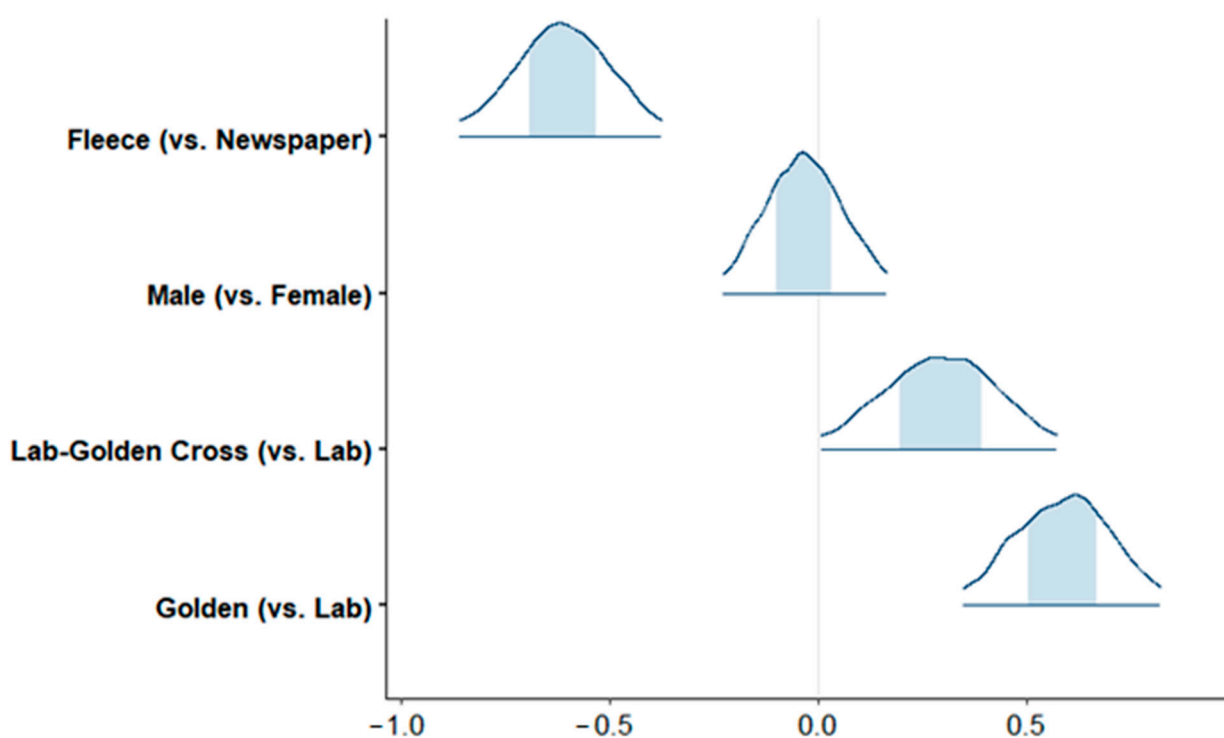 Fleece (vs. Newspaper)
Male (vs. Female)
Lab-Golden Cross (vs. Lab)
Golden (vs. Lab)
−1.0 −0.5 0.0 0.5